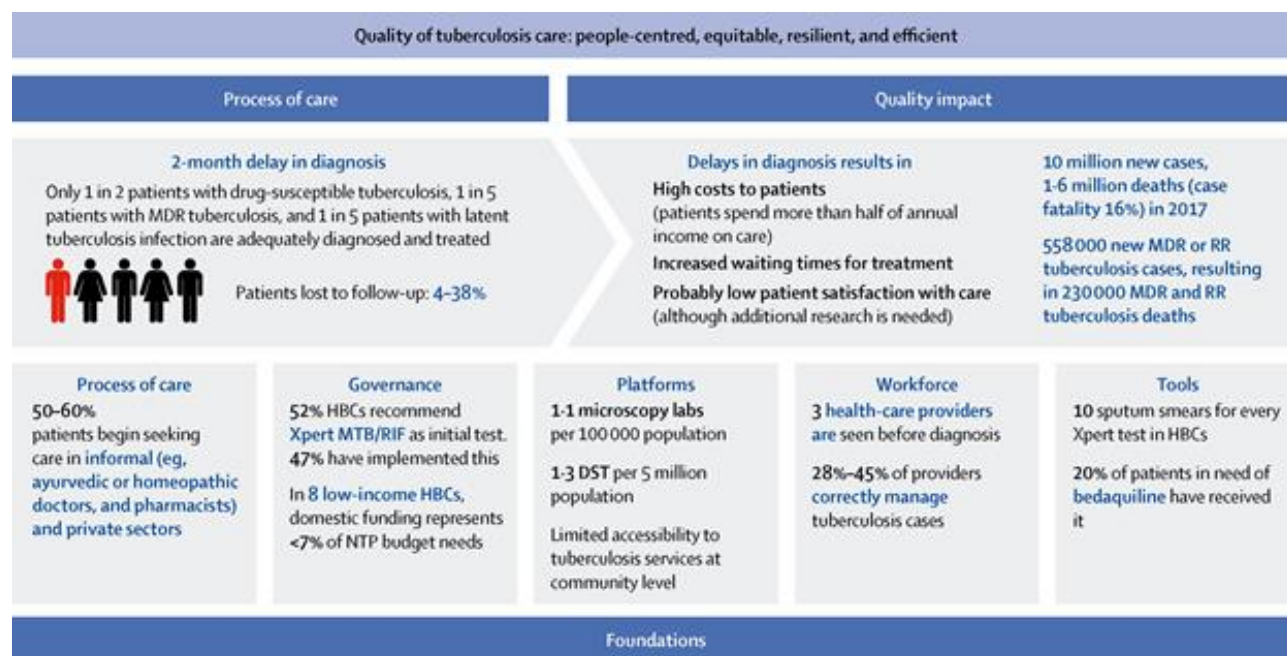 Quality of tuberculosis care: people-centred, equitable, resilient, and efficient
Process of care
Quality impact
2-month delay in diagnosis
Only 1 in 2 patients with drug-susceptible tuberculosis, 1 in 5
patients with MDR tuberculosis, and 1 in 5 patients with latent
tuberculosis infection are adequately diagnosed and treated
Patients lost to follow-up: 4–38%
Delays in diagnosis results in
High costs to patients
(patients spend more than half of annual
income on care)
Increased waiting times for treatment
Probably low patient satisfaction with care
(although additional research is needed)
10 million new cases,
1·6 million deaths (case
fatality 16%) in 2017
558 000 new MDR or RR
tuberculosis cases, resulting
in 230 000 MDR and RR
tuberculosis deaths
Process of care
50–60%
patients begin seeking
care in informal (eg,
ayurvedic or homeopathic
doctors, and pharmacists)
and private sectors
Governance
52% HBCs recommend
Xpert MTB/RIF as initial test.
47% have implemented this
In 8 low-income HBCs,
domestic funding represents
<7% of NTP budget needs
Platforms
1·1 microscopy labs
per 100 000 population
1·3 DST per 5 million
population
Limited accessibility to
tuberculosis services at
community level
Workforce
3 health-care providers
are seen before diagnosis
28%–45% of providers
correctly manage
tuberculosis cases
Tools
10 sputum smears for every
Xpert test in HBCs
20% of patients in need of
bedaquiline have received
it
Foundations